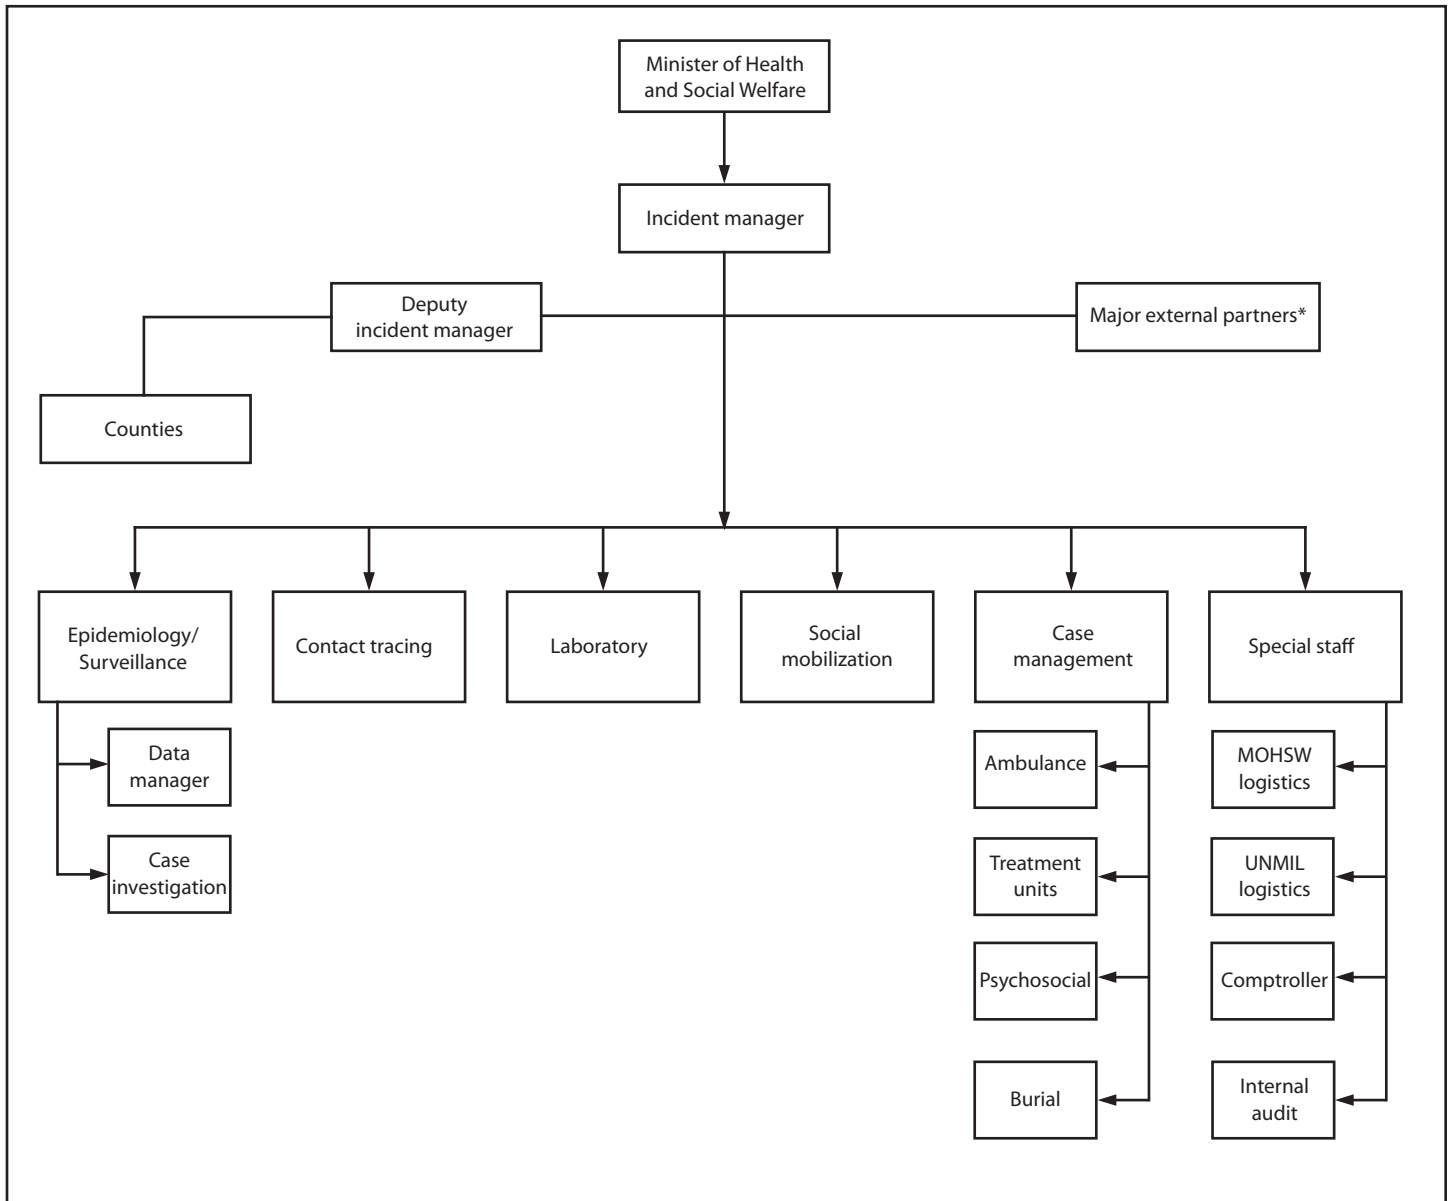 Minister of Health
and Social Welfare
Incident manager
Deputy
incident manager
Major external partners*
Counties
Epidemiology/
Surveillance
Contact tracing
Laboratory
Social
mobilization
Case
management
Special staff
Data
manager
Case
investigation
Ambulance
Treatment
units
Psychosocial
Burial
MOHSW
logistics
UNMIL
logistics
Comptroller
Internal
audit